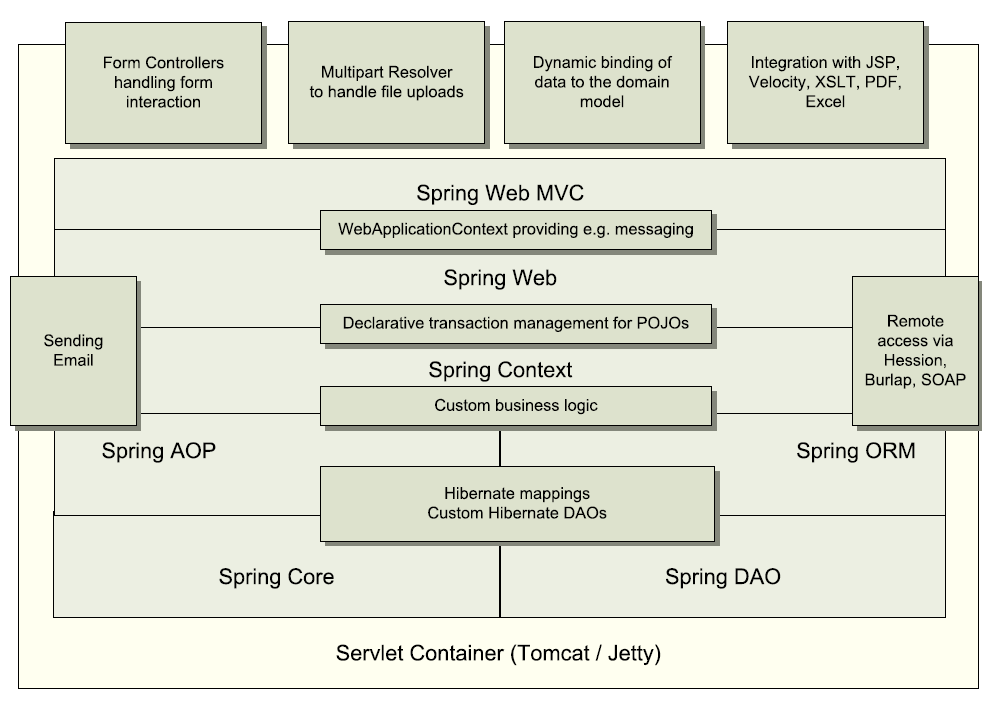 Form Controllers
handling form
interaction
Multipart Resolver
to handle file uploads
Dynamic binding of
data to the domain
model
Integration with JSP,
Velocity, XSLT, PDF,
Excel
Spring Web MVC
WebApplicationContext providing e.g. messaging
Spring Web
Sending
Email
Declarative transaction management for POJOs
Remote
access via
Hession,
Burlap, SOAP
Spring Context
Custom business logic
Spring AOP
Spring ORM
Hibernate mappings
Custom Hibernate DAOs
Spring Core
Spring DAO
Servlet Container (Tomcat / Jetty)